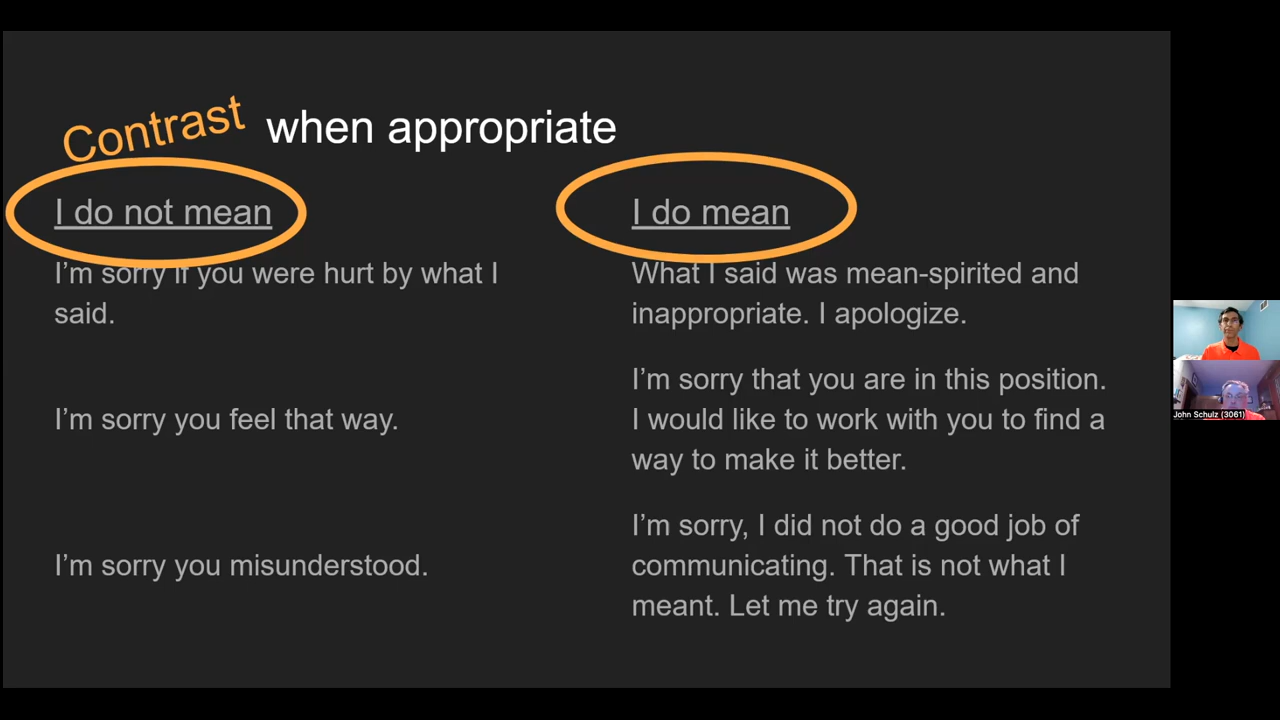 Contrast when appropriate
I do not mean
I do mean
I'm sorry if you were hurt by what I
said.
What I said was mean-spirited and
inappropriate. I apologize.
I'm sorry you feel that way.
I'm sorry that you are in this position.
I would like to work with you to find a
way to make it better.
I'm sorry you misunderstood.
I'm sorry, I did not do a good job of
communicating. That is not what I
meant. Let me try again.
John Schulz (3061)